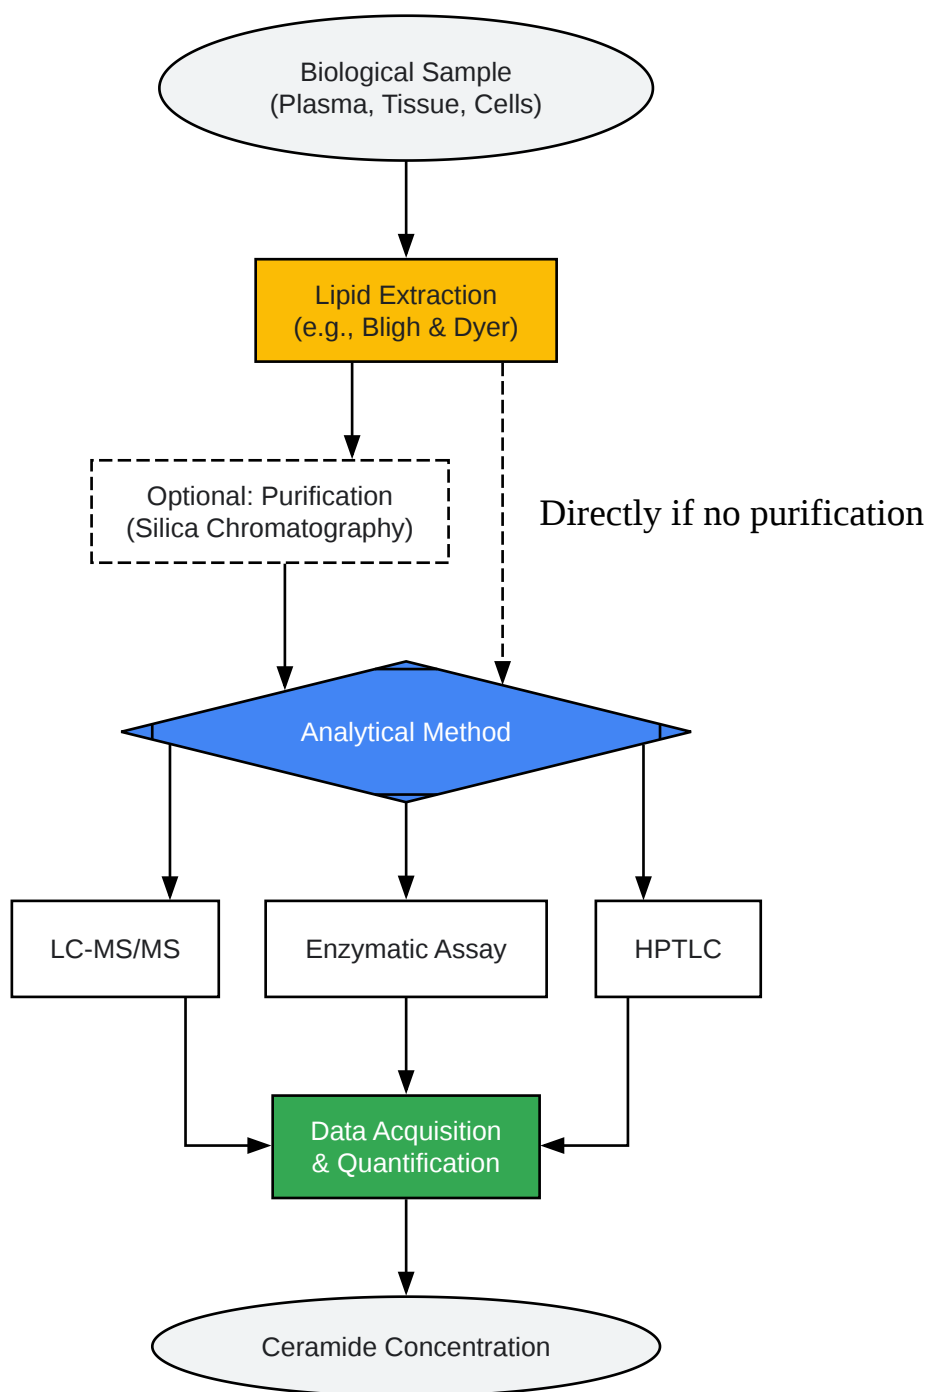 Biological Sample
(Plasma, Tissue, Cells)
Lipid Extraction
(e.g., Bligh & Dyer)
Optional: Purification
(Silica Chromatography)
Directly if no purification
Analytical Method
LC-MS/MS
Enzymatic Assay
HPTLC
Data Acquisition
& Quantification
Ceramide Concentration